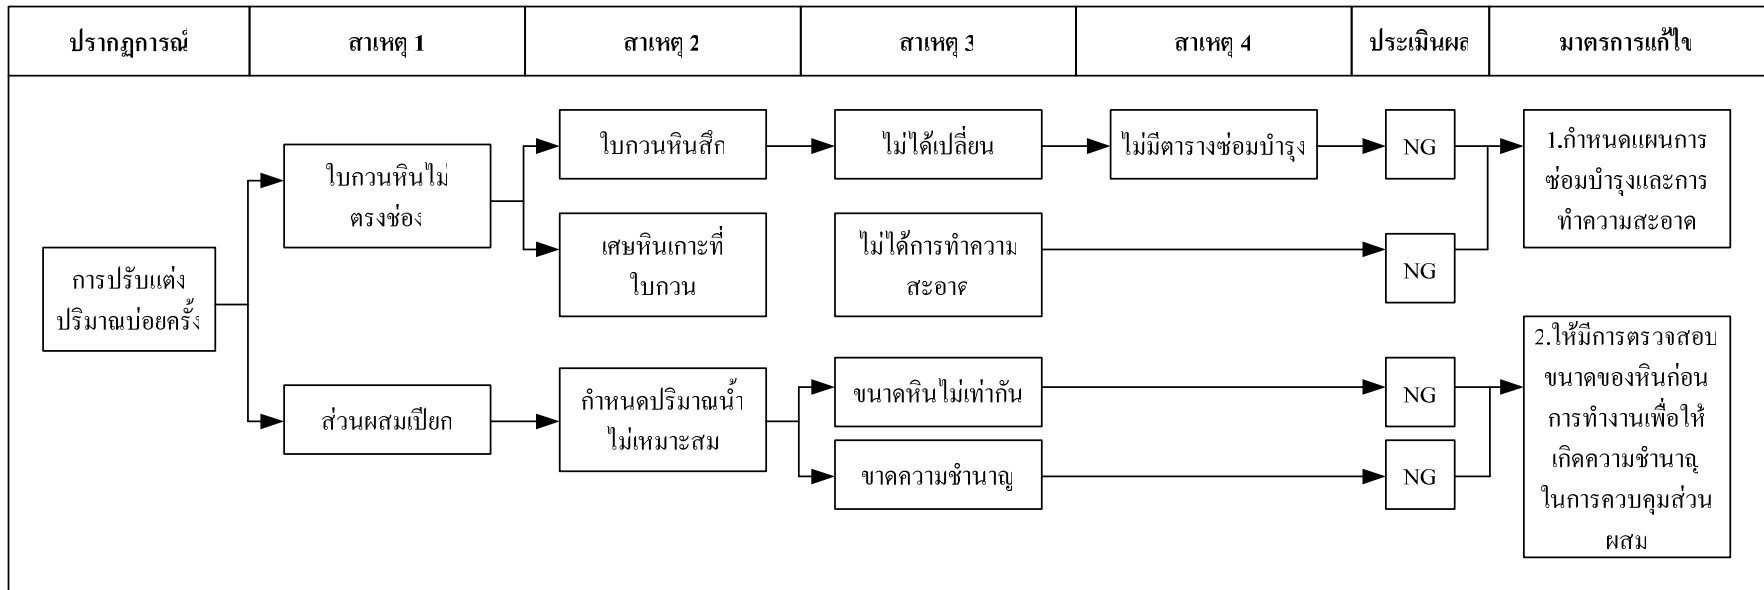 ปรากฏการณ์
สาเหตุ 1
สาเหตุ 2
สาเหตุ 3
สาเหตุ 4
ประเมินผล
มาตรการแก้ไข
การปรับแต่ง
ปริมาณบ่อยครั้ง
ใบกวนหินไม่
ตรงช่อง
ใบกวนหินสึก
ไม่ได้เปลี่ยน
ไม่มีตารางซ่อมบำรุง
NG
1.กำหนดแผนการ
ซ่อมบำรุงและการ
ทำความสะอาด
เศษหินเกาะที่
ใบกวน
ไม่ได้การทำความ
สะอาด
NG
ส่วนผสมเปียก
กำหนดปริมาณน้ำ
ไม่เหมาะสม
ขนาดหินไม่เท่ากัน
NG
ขาดความชำนาญ
NG
2.ให้มีการตรวจสอบ
ขนาดของหินก่อน
การทำงานเพื่อให้
เกิดความชำนาญ
ในการควบคุมส่วน
ผสม